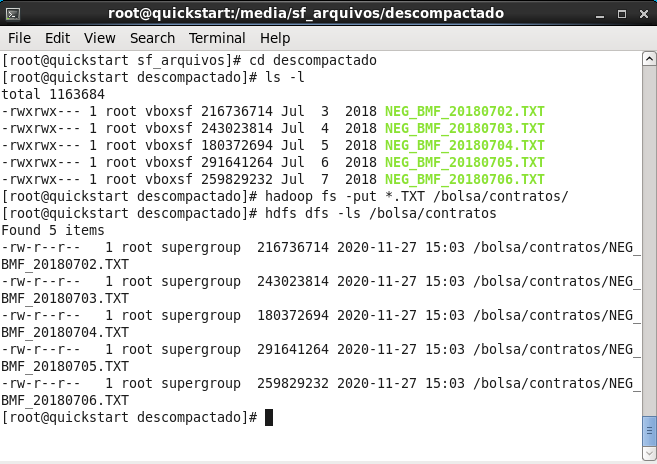 root@quickstart:/media/sf_arquivos/descompactado
File Edit View Search Terminal Help
[root@quickstart sf_arquivos]# cd descompactado
[root@quickstart descompactado]# ls -l
total 1163684
-rwxrwx--- 1 root vboxsf 216736714 Jul  3  2018 NEG_BMF_20180702.TXT
-rwxrwx--- 1 root vboxsf 243023814 Jul  4  2018 NEG_BMF_20180703.TXT
-rwxrwx--- 1 root vboxsf 180372694 Jul  5  2018 NEG_BMF_20180704.TXT
-rwxrwx--- 1 root vboxsf 291641264 Jul  6  2018 NEG_BMF_20180705.TXT
-rwxrwx--- 1 root vboxsf 259829232 Jul  7  2018 NEG_BMF_20180706.TXT
[root@quickstart descompactado]# hadoop fs -put *.TXT /bolsa/contratos/
[root@quickstart descompactado]# hdfs dfs -ls /bolsa/contratos
Found 5 items
-rw-r--r--   1 root supergroup  216736714 2020-11-27 15:03 /bolsa/contratos/NEG_
BMF_20180702.TXT
-rw-r--r--   1 root supergroup  243023814 2020-11-27 15:03 /bolsa/contratos/NEG_
BMF_20180703.TXT
-rw-r--r--   1 root supergroup  180372694 2020-11-27 15:03 /bolsa/contratos/NEG_
BMF_20180704.TXT
-rw-r--r--   1 root supergroup  291641264 2020-11-27 15:03 /bolsa/contratos/NEG_
BMF_20180705.TXT
-rw-r--r--   1 root supergroup  259829232 2020-11-27 15:03 /bolsa/contratos/NEG_
BMF_20180706.TXT
[root@quickstart descompactado]#